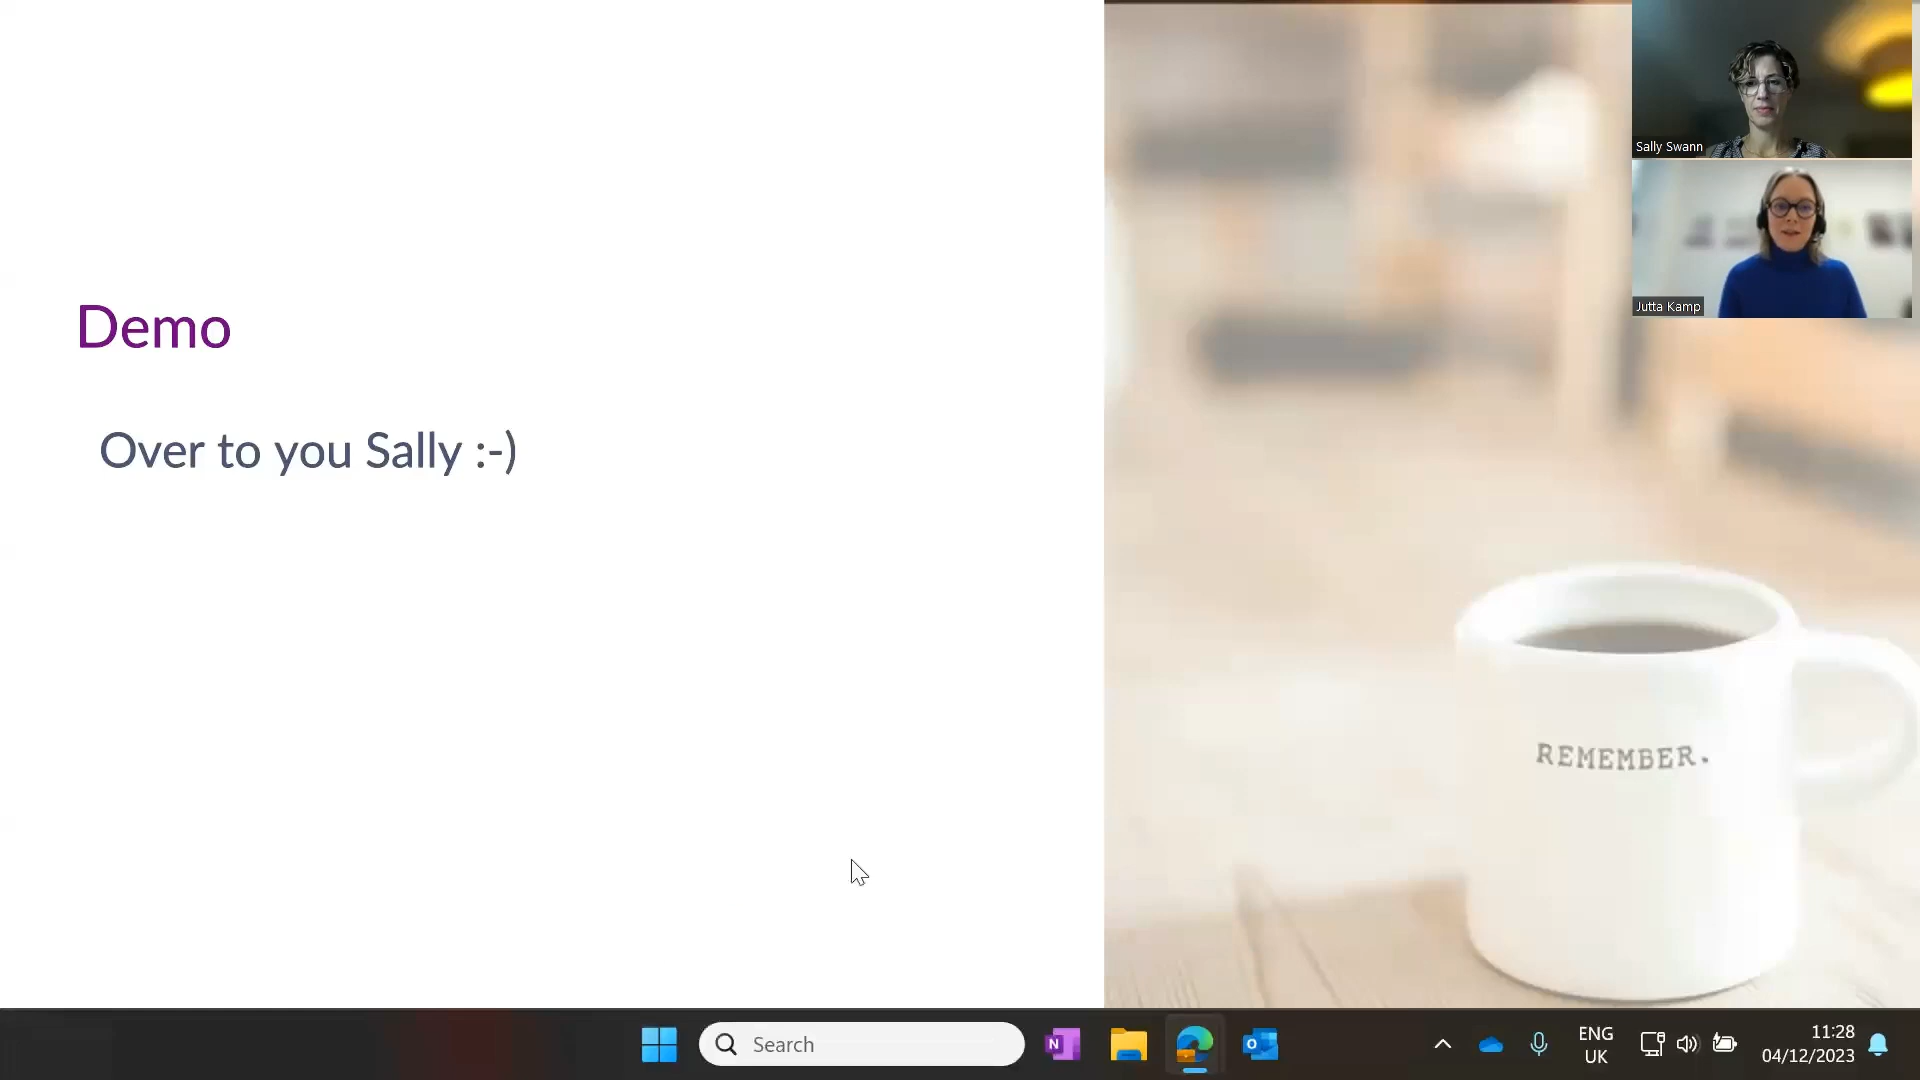 Demo
Over to you Sally :-)
Sally Swann
Jutta Kamp
REMEMBER.
N
Search
O
ENG
UK
11:28
04/12/2023